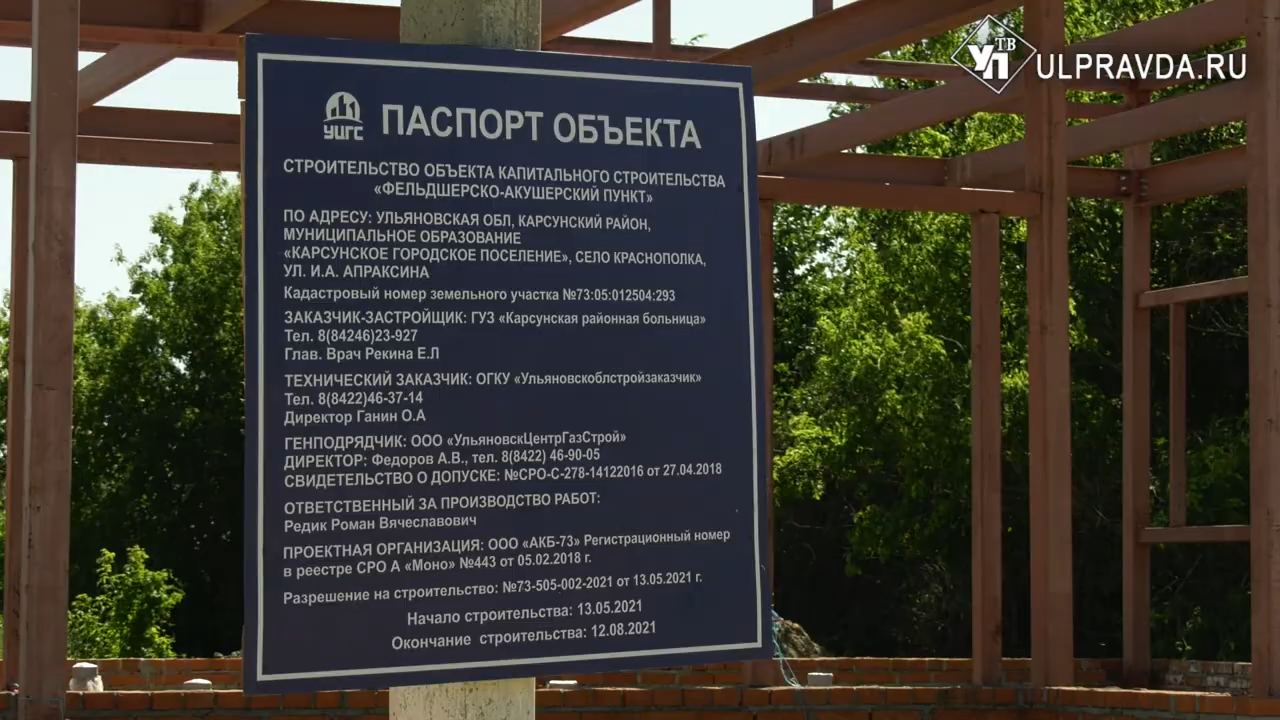 УП ТВ ULPRAVDA.RU
УЦГС ПАСПОРТ ОБЪЕКТА
СТРОИТЕЛЬСТВО ОБЪЕКТА КАПИТАЛЬНОГО СТРОИТЕЛЬСТВА
«ФЕЛЬДШЕРСКО-АКУШЕРСКИЙ ПУНКТ»
ПО АДРЕСУ: УЛЬЯНОВСКАЯ ОБЛ, КАРСУНСКИЙ РАЙОН,
МУНИЦИПАЛЬНОЕ ОБРАЗОВАНИЕ
«КАРСУНСКОЕ ГОРОДСКОЕ ПОСЕЛЕНИЕ», СЕЛО КРАСНОПОЛКА,
УЛ. И.А. АПРАКСИНА
Кадастровый номер земельного участка №73:05:012504:293
ЗАКАЗЧИК-ЗАСТРОЙЩИК: ГУЗ «Карсунская районная больница»
Тел. 8(84246)23-927
Глав. Врач Рекина Е.Л
ТЕХНИЧЕСКИЙ ЗАКАЗЧИК: ОГКУ «Ульяновскоблстройзаказчик»
Тел. 8(8422)46-37-14
Директор Ганин О.А
ГЕНПОДРЯДЧИК: ООО «УльяновскЦентрГазСтрой»
ДИРЕКТОР: Федоров А.В., тел. 8(8422) 46-90-05
СВИДЕТЕЛЬСТВО О ДОПУСКЕ: №СРО-С-278-14122016 от 27.04.2018
ОТВЕТСТВЕННЫЙ ЗА ПРОИЗВОДСТВО РАБОТ:
Редик Роман Вячеславович
ПРОЕКТНАЯ ОРГАНИЗАЦИЯ: ООО «АКБ-73» Регистрационный номер
в реестре СРО А «Моно» №443 от 05.02.2018 г.
Разрешение на строительство: №73-505-002-2021 от 13.05.2021 г.
Начало строительства: 13.05.2021
Окончание строительства: 12.08.2021